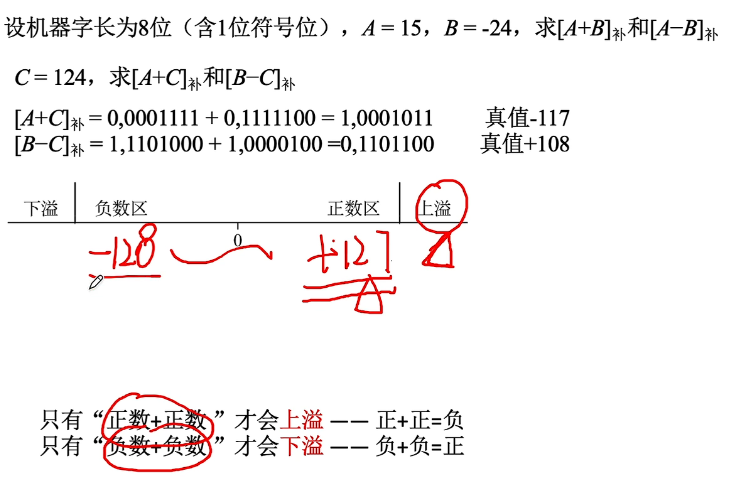 设机器字长为8位（含1位符号位），A = 15，B = -24，求[A+B]补和[A−B]补
C = 124，求[A+C]补和[B−C]补
[A+C]补 = 0,0001111 + 0,1111100 = 1,0001011 真值-117
[B−C]补 = 1,1101000 + 1,0000100 =0,1101100 真值+108
下溢 负数区 正数区 上溢
0
-128 +127
只有“正数+正数”才会上溢 —— 正+正=负
只有“负数+负数”才会下溢 —— 负+负=正